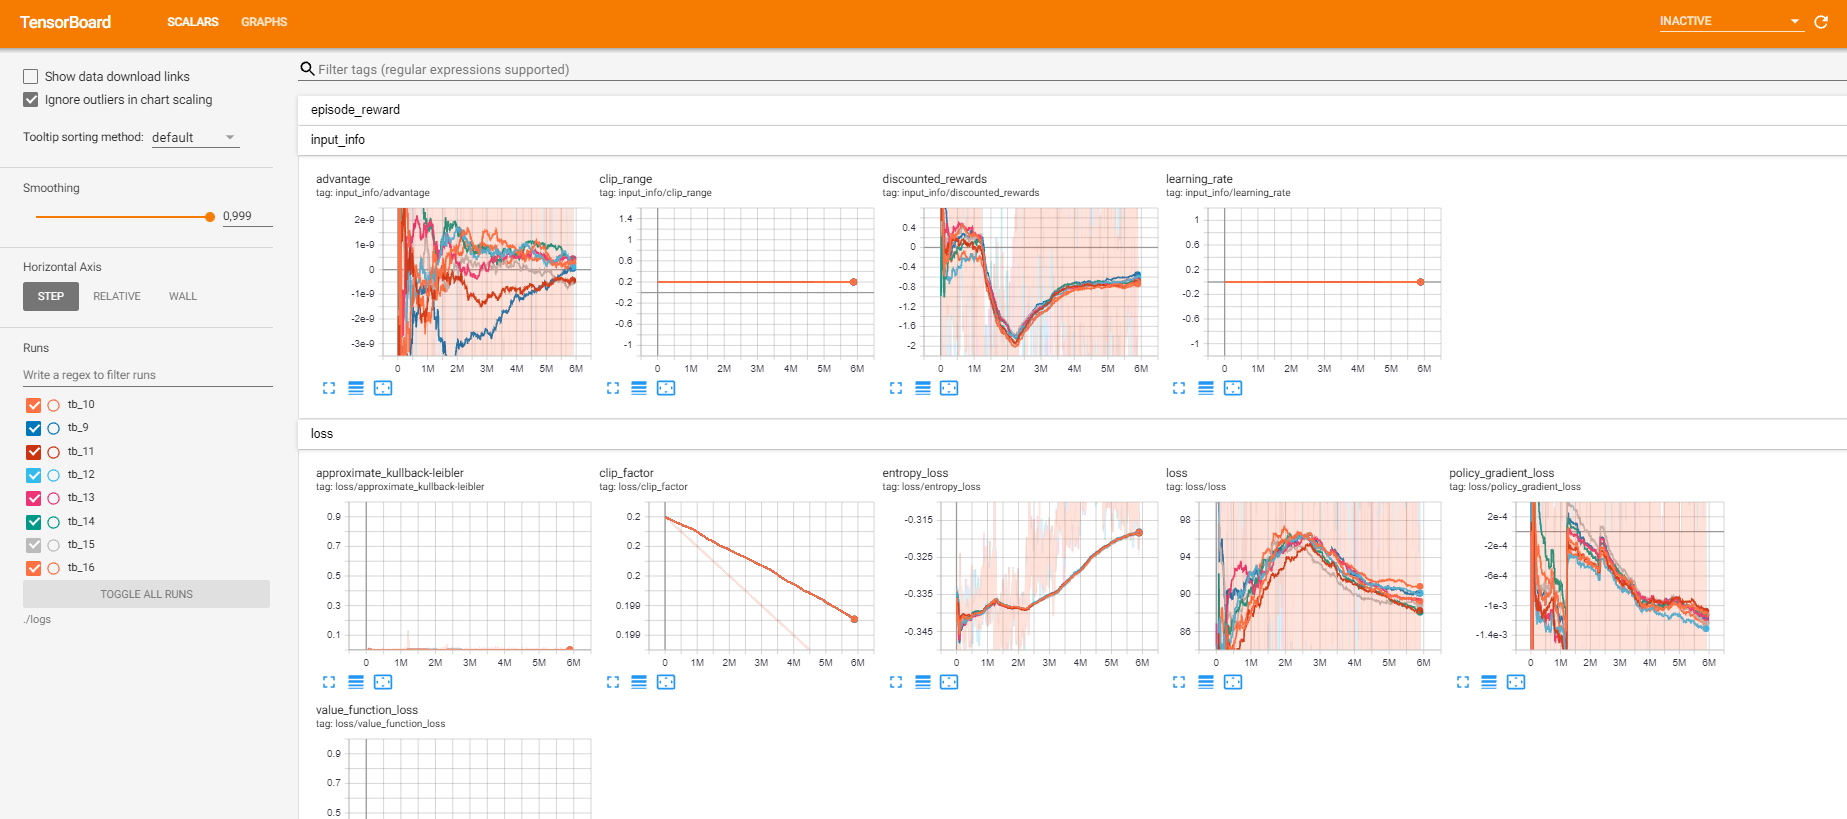 TensorBoard SCALARS GRAPHS INACTIVE
Show data download links
Ignore outliers in chart scaling
Tooltip sorting method: default
Smoothing
0,999
Horizontal Axis
STEP RELATIVE WALL
Runs
Write a regex to filter runs
tb_10
tb_9
tb_11
tb_12
tb_13
tb_14
tb_15
tb_16
TOGGLE ALL RUNS
./logs
Filter tags (regular expressions supported)
episode_reward
input_info
advantage
tag: input_info/advantage
2e-9
1e-9
0
-1e-9
-2e-9
-3e-9
0 1M 2M 3M 4M 5M 6M
clip_range
tag: input_info/clip_range
1.4
1
0.6
0.2
-0.2
-0.6
-1
0 1M 2M 3M 4M 5M 6M
discounted_rewards
tag: input_info/discounted_rewards
0.4
0
-0.4
-0.8
-1.2
-1.6
-2
0 1M 2M 3M 4M 5M 6M
learning_rate
tag: input_info/learning_rate
1
0.6
0.2
-0.2
-0.6
-1
0 1M 2M 3M 4M 5M 6M
loss
approximate_kullback-leibler
tag: loss/approximate_kullback-leibler
0.9
0.7
0.5
0.3
0.1
0 1M 2M 3M 4M 5M 6M
clip_factor
tag: loss/clip_factor
0.2
0.2
0.2
0.199
0.199
0 1M 2M 3M 4M 5M 6M
entropy_loss
tag: loss/entropy_loss
-0.315
-0.325
-0.335
-0.345
0 1M 2M 3M 4M 5M 6M
loss
tag: loss/loss
98
94
90
86
0 1M 2M 3M 4M 5M 6M
policy_gradient_loss
tag: loss/policy_gradient_loss
2e-4
-2e-4
-6e-4
-1e-3
-1.4e-3
0 1M 2M 3M 4M 5M 6M
value_function_loss
tag: loss/value_function_loss
0.9
0.7
0.5